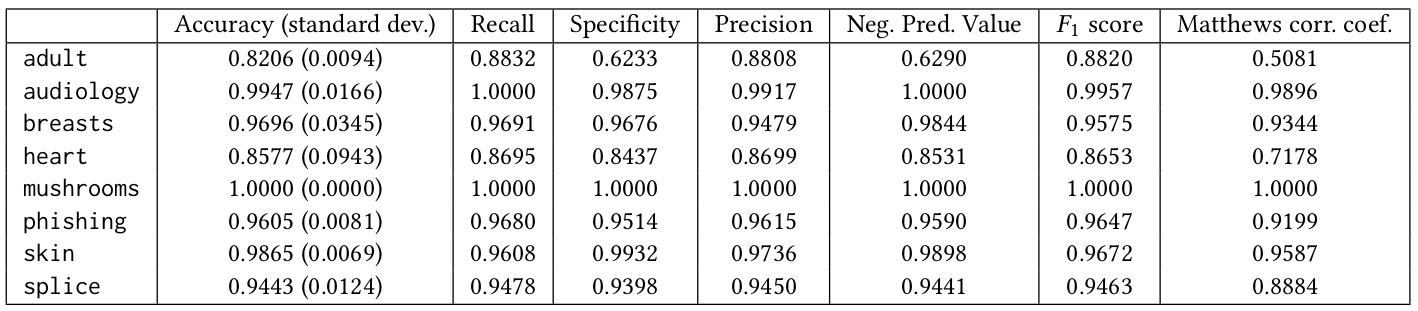 Accuracy (standard dev.) Recall Specificity Precision Neg. Pred. Value F1 score Matthews corr. coef.
adult 0.8206 (0.0094) 0.8832 0.6233 0.8808 0.6290 0.8820 0.5081
audiology 0.9947 (0.0166) 1.0000 0.9875 0.9917 1.0000 0.9957 0.9896
breasts 0.9696 (0.0345) 0.9691 0.9676 0.9479 0.9844 0.9575 0.9344
heart 0.8577 (0.0943) 0.8695 0.8437 0.8699 0.8531 0.8653 0.7178
mushrooms 1.0000 (0.0000) 1.0000 1.0000 1.0000 1.0000 1.0000 1.0000
phishing 0.9605 (0.0081) 0.9680 0.9514 0.9615 0.9590 0.9647 0.9199
skin 0.9865 (0.0069) 0.9608 0.9932 0.9736 0.9898 0.9672 0.9587
splice 0.9443 (0.0124) 0.9478 0.9398 0.9450 0.9441 0.9463 0.8884